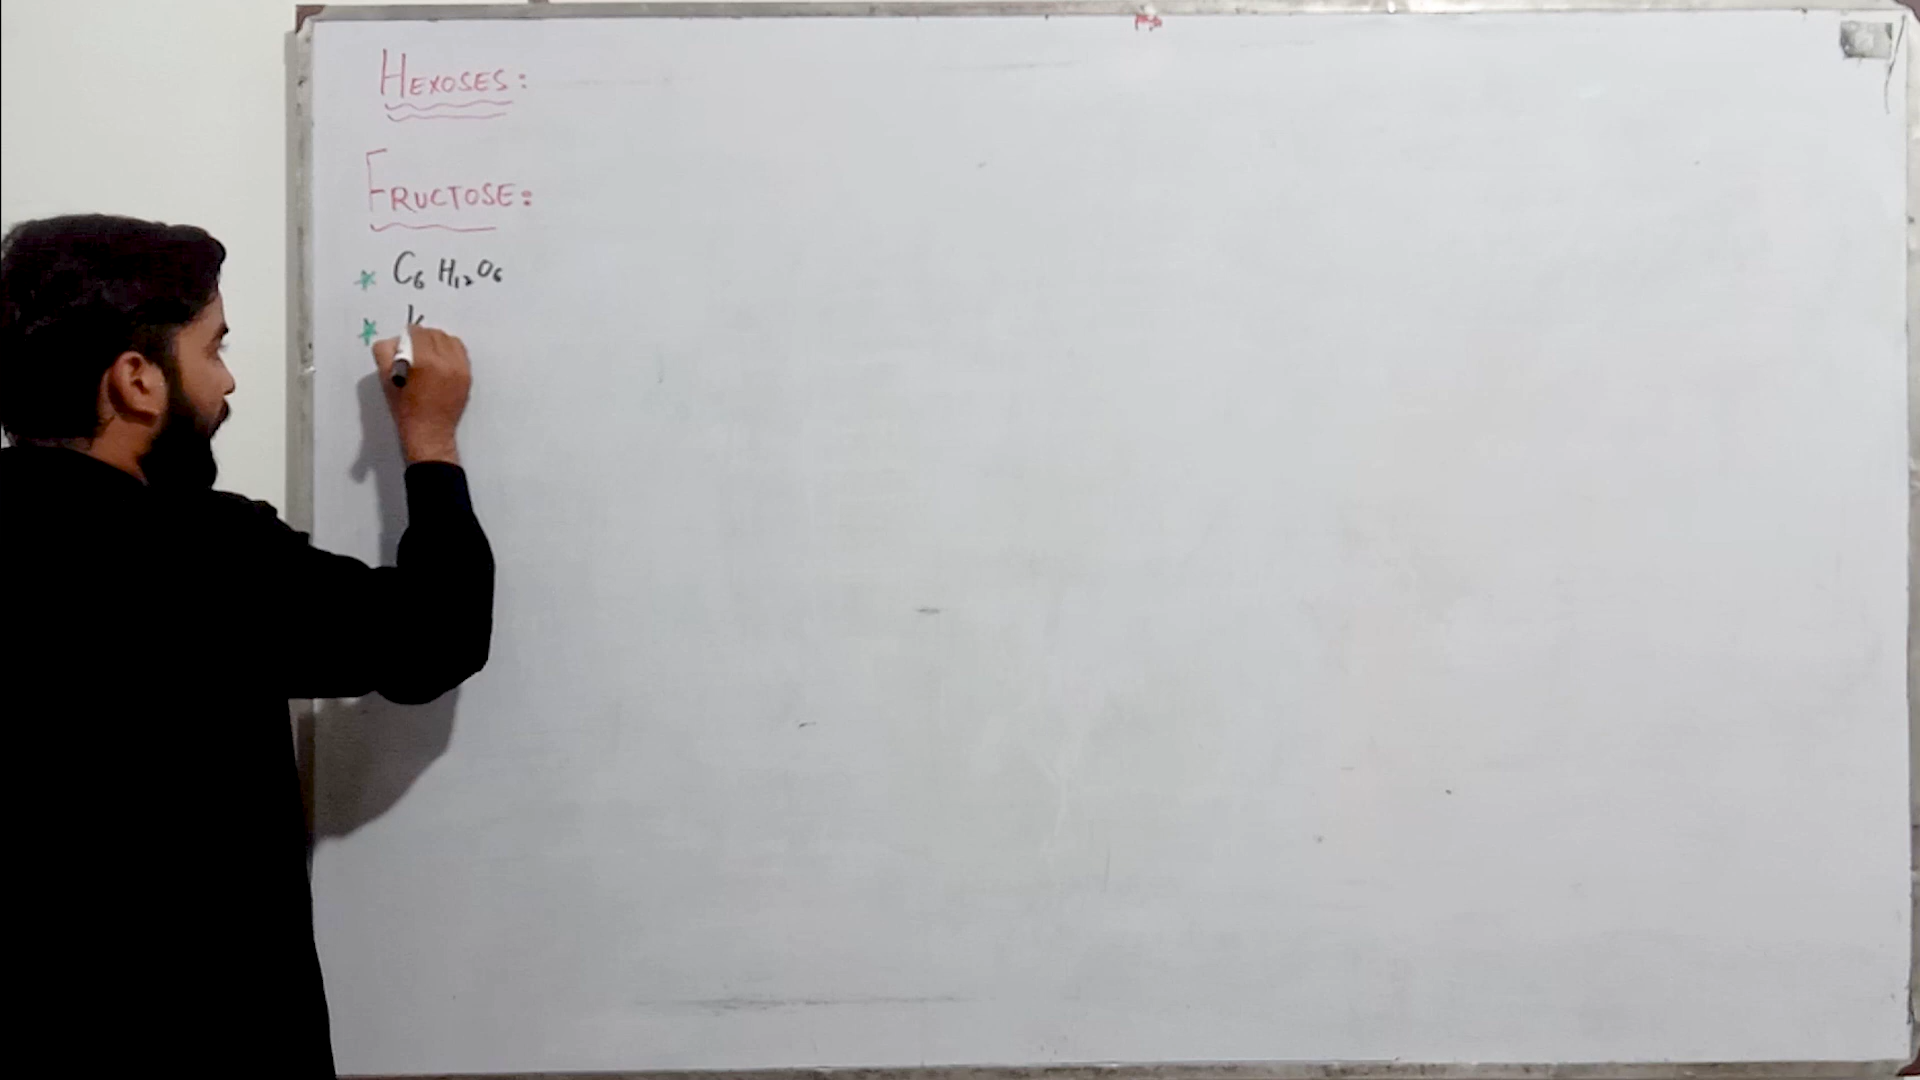 HEXOSES:
FRUCTOSE:
* C₆ H₁₂ O₆
*